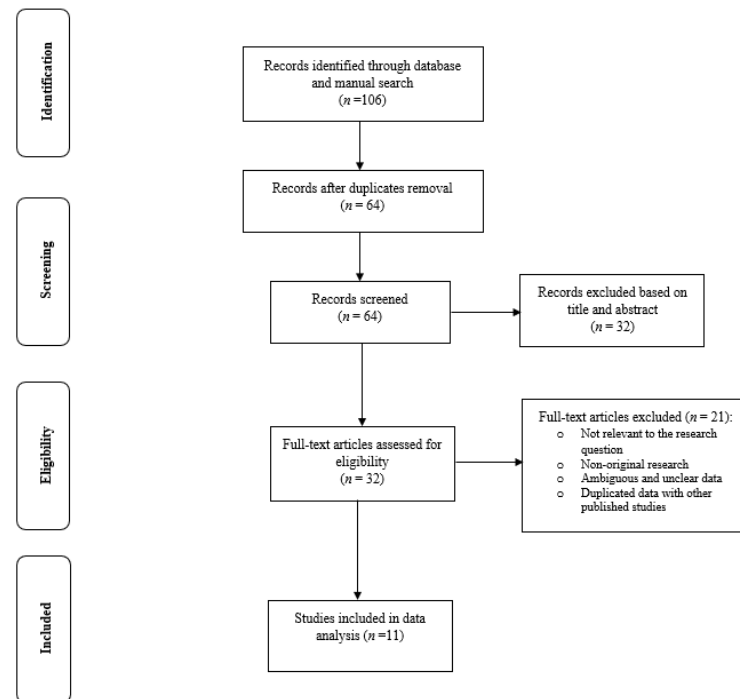 Identification
Records identified through database
and manual search
(n =106)
Records after duplicates removal
(n = 64)
Screening
Records screened
(n = 64)
Records excluded based on
title and abstract
(n = 32)
Eligibility
Full-text articles assessed for
eligibility
(n = 32)
Full-text articles excluded (n = 21):
o Not relevant to the research
question
o Non-original research
o Ambiguous and unclear data
o Duplicated data with other
published studies
Included
Studies included in data
analysis (n =11)